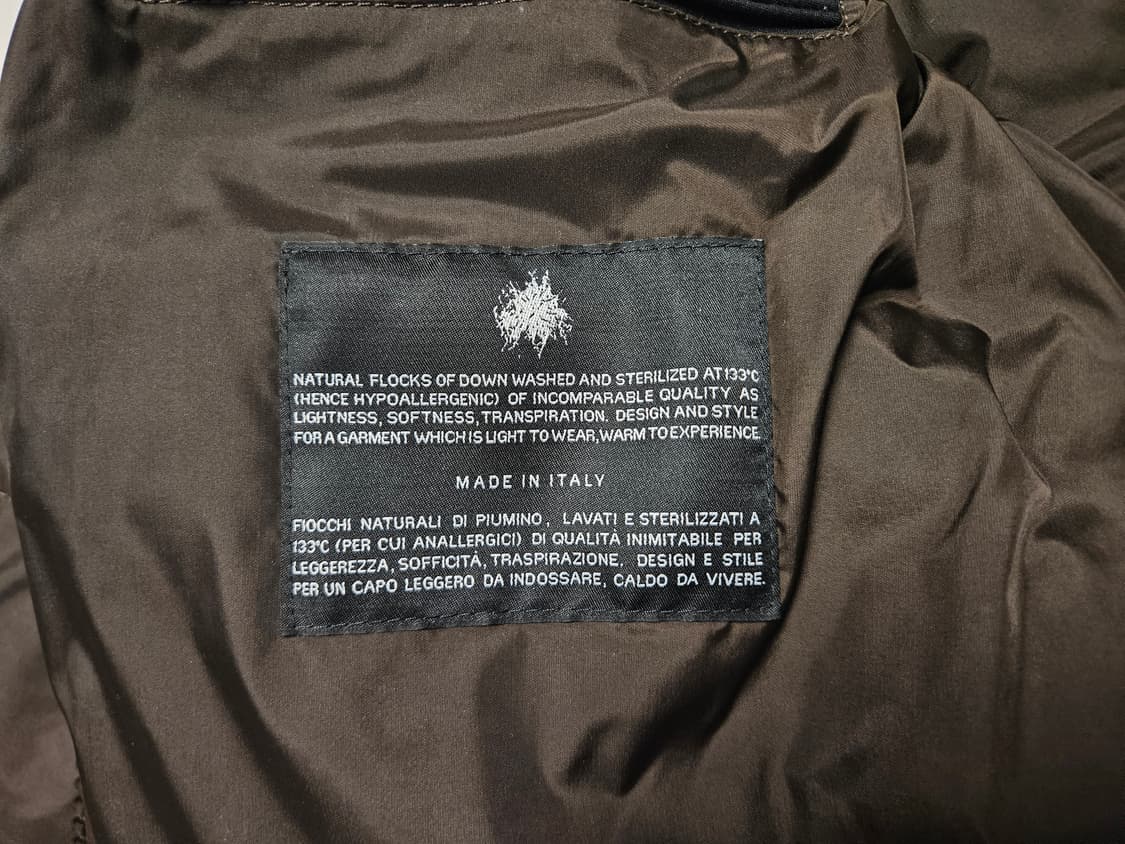 NATURAL FLOCKS OF DOWN WASHED AND STERILIZED AT 133°C
(HENCE HYPOALLERGENIC) OF INCOMPARABLE QUALITY AS
LIGHTNESS, SOFTNESS, TRANSPIRATION. DESIGN AND STYLE
FOR A GARMENT WHICH IS LIGHT TO WEAR, WARM TO EXPERIENCE.
MADE IN ITALY
FIOCCHI NATURALI DI PIUMINO, LAVATI E STERILIZZATI A
133°C (PER CUI ANALLERGICI) DI QUALITÀ INIMITABILE PER
LEGGEREZZA, SOFFICITÀ, TRASPIRAZIONE. DESIGN E STILE
PER UN CAPO LEGGERO DA INDOSSARE, CALDO DA VIVERE.